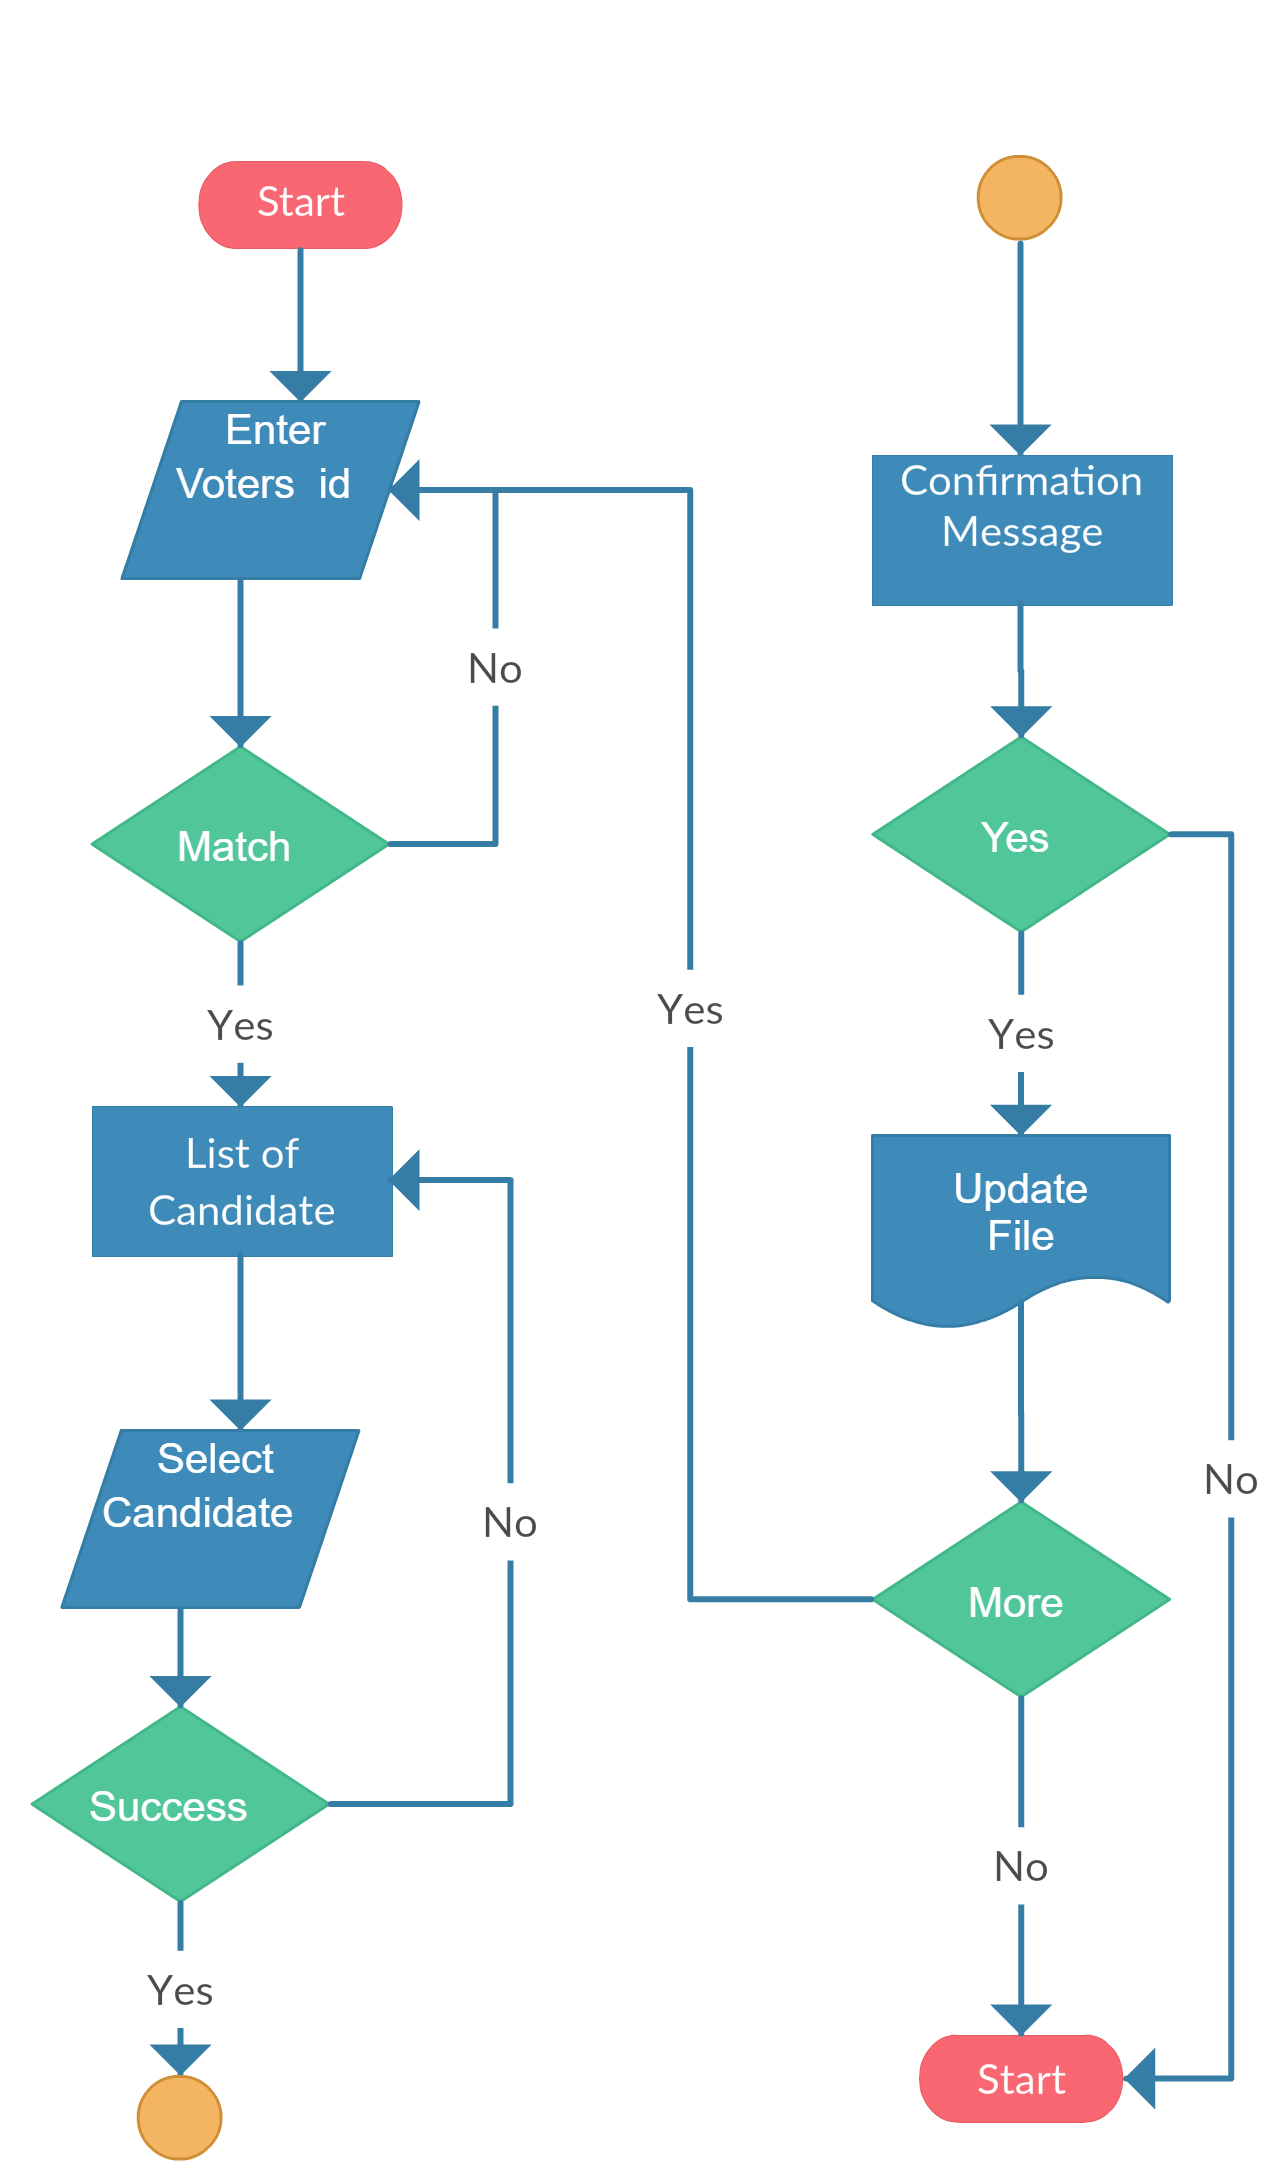 Start
Enter
Voters id
No
Match
Yes
List of
Candidate
Select
Candidate
No
Success
Yes
Confirmation
Message
Yes
Yes
Yes
Update
File
No
More
No
Start